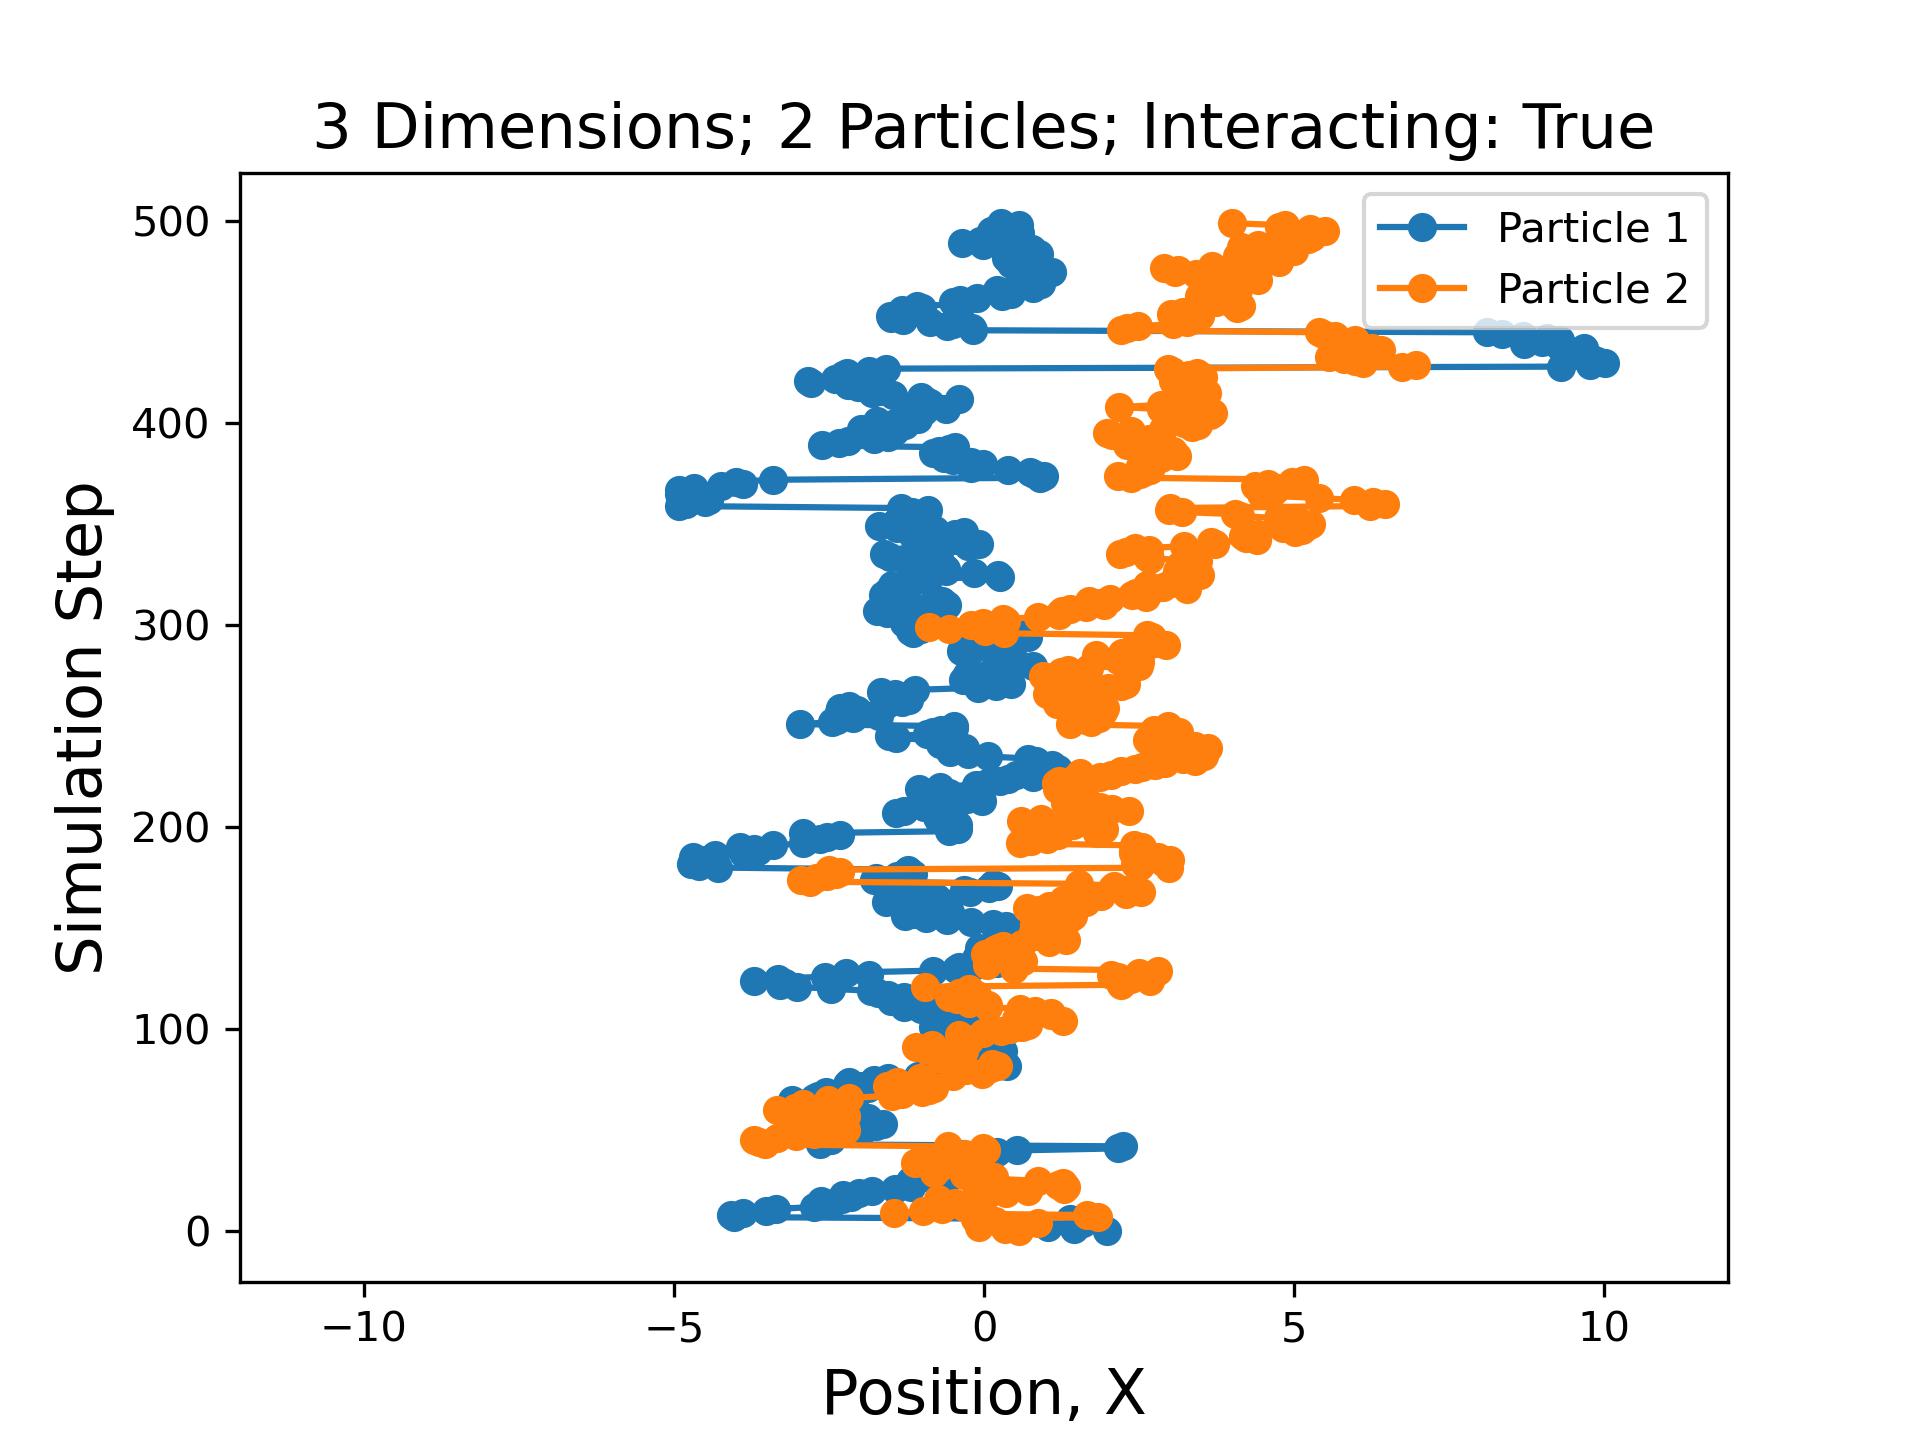 3 Dimensions; 2 Particles; Interacting: True
Particle 1
Particle 2
500
400
300
200
100
0
Simulation Step
−10
−5
0
5
10
Position, X